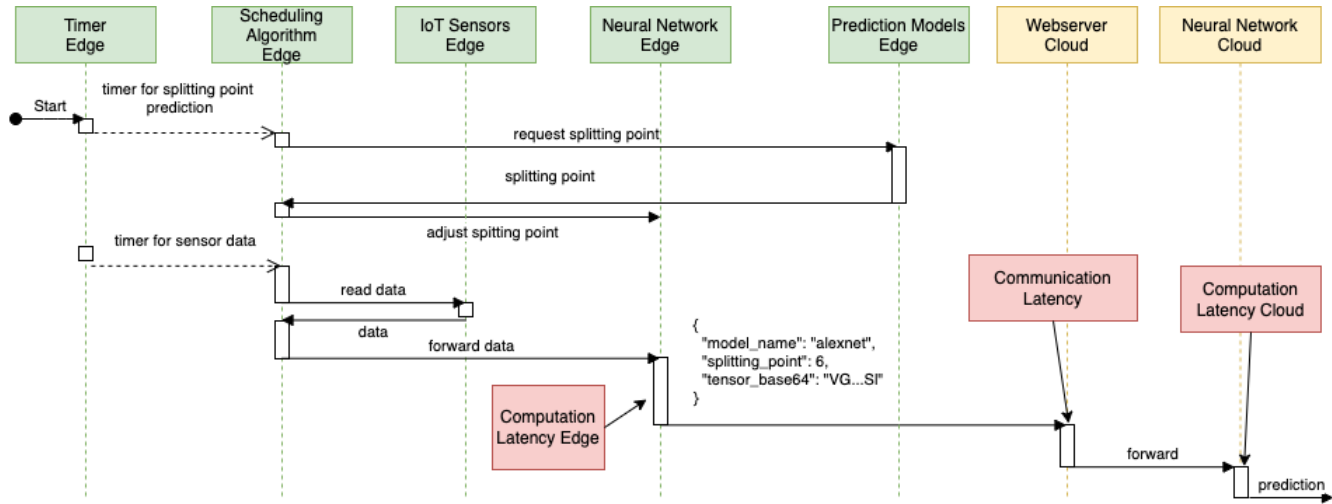 Timer
Edge
Scheduling
Algorithm
Edge
IoT Sensors
Edge
Neural Network
Edge
Prediction Models
Edge
Webserver
Cloud
Neural Network
Cloud
Start
timer for splitting point
prediction
request splitting point
splitting point
adjust spitting point
timer for sensor data
read data
data
forward data
{
"model_name": "alexnet",
"splitting_point": 6,
"tensor_base64": "VG...SI"
}
Computation
Latency Edge
Communication
Latency
Computation
Latency Cloud
forward
prediction